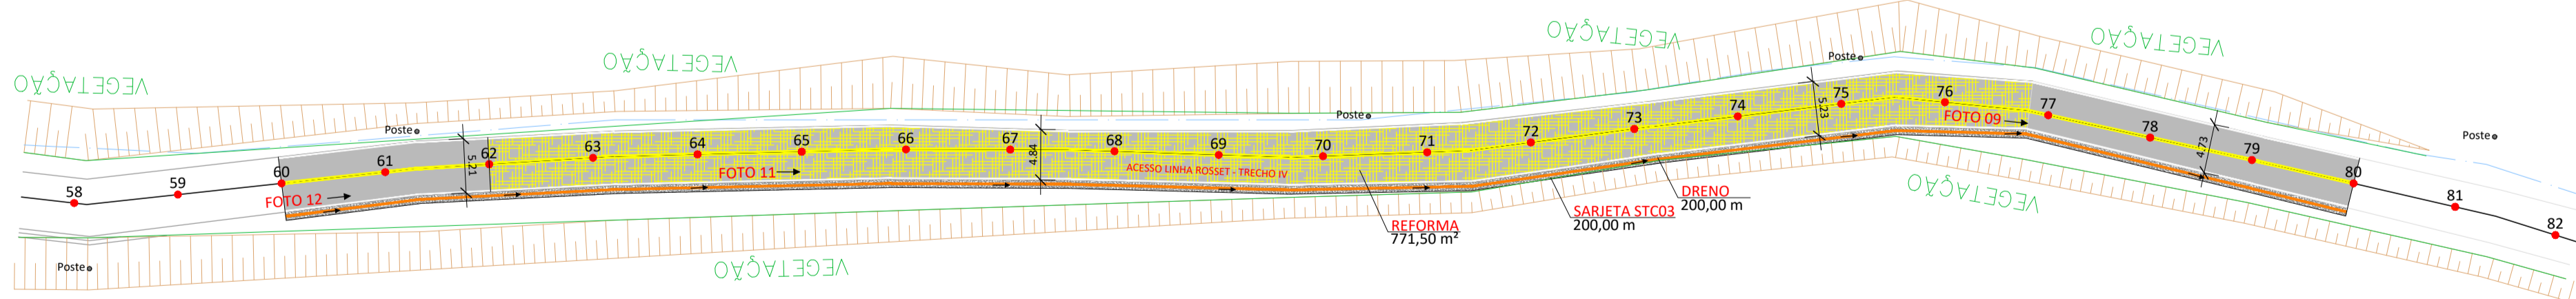 VEGETAÇÃO
VEGETAÇÃO
VEGETAÇÃO
VEGETAÇÃO
Poste
Poste
Poste
Poste
Poste
58
59
60
61
62
63
64
65
66
67
68
69
70
71
72
73
74
75
76
77
78
79
80
81
82
5,21
4,84
5,23
4,73
FOTO 12
FOTO 11
ACESSO LINHA ROSSET - TRECHO IV
FOTO 09
REFORMA
771,50 m²
SARJETA STC03
200,00 m
DRENO
200,00 m
VEGETAÇÃO
VEGETAÇÃO